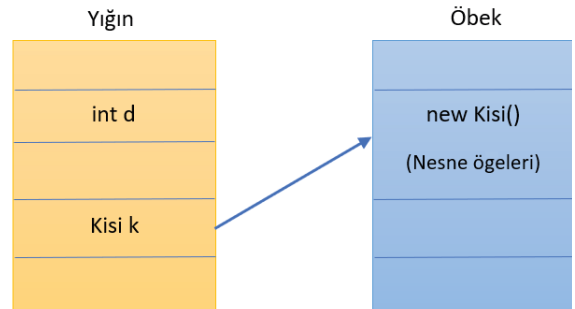 Yığın
int d
Kisi k
Öbek
new Kisi()
(Nesne ögeleri)